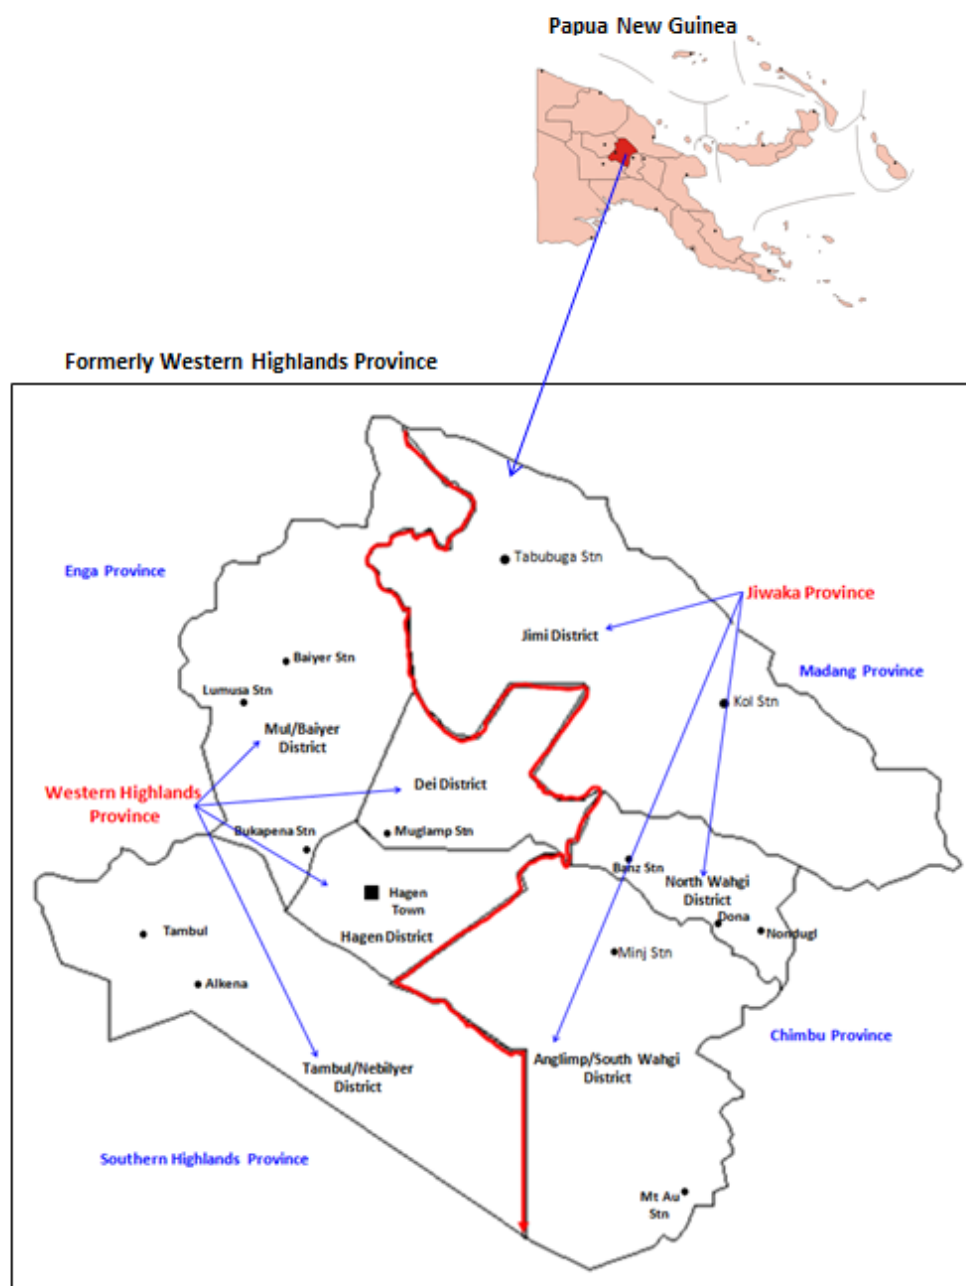 Papua New Guinea
Formerly Western Highlands Province
Enga Province
Tabubuga Stn
Jiwaka Province
Jimi District
Baiyer Stn
Madang Province
Lumusa Stn
Kol Stn
Mul/Baiyer
District
Dei District
Western Highlands
Province
Bukapena Stn
Muglamp Stn
Banz Stn
North Wahgi
District
Hagen
Town
Dona
Nondugl
Tambul
Hagen District
Minj Stn
Alkena
Chimbu Province
Anglimp/South Wahgi
District
Tambul/Nebilyer
District
Southern Highlands Province
Mt Au
Stn